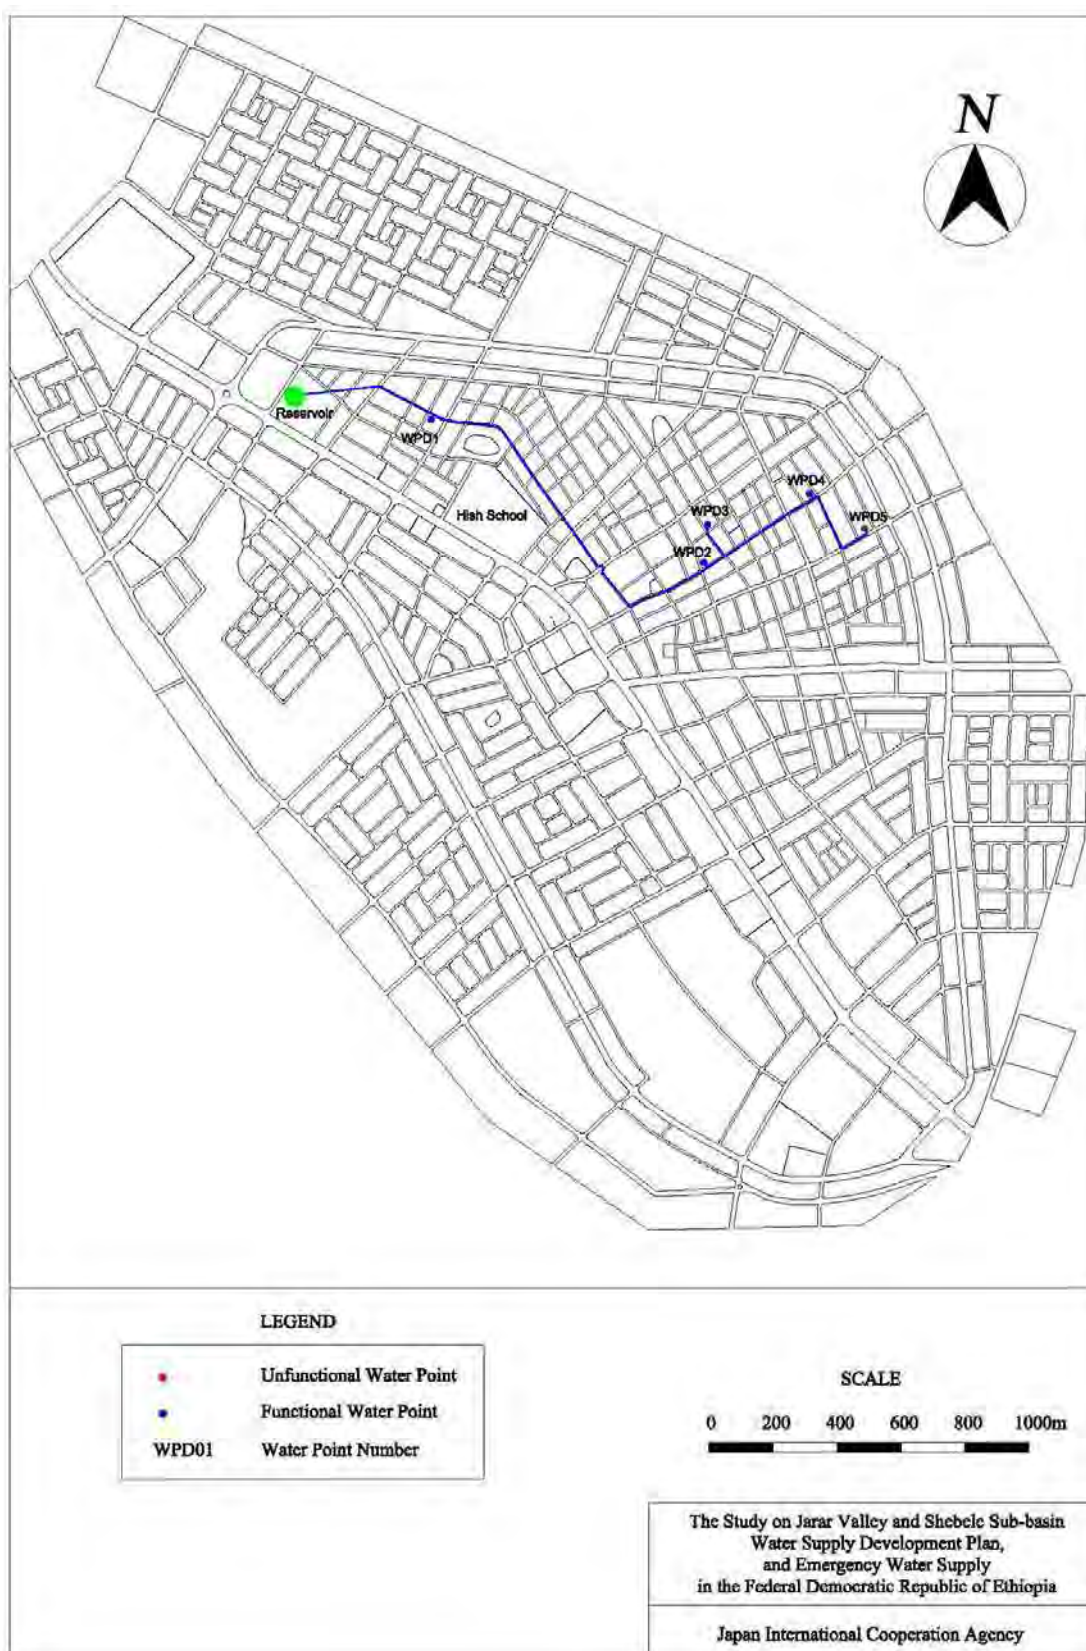 N
Reservoir
WPD1
Hish School
WPD4
WPD3
WPD5
WPD2
LEGEND
Unfunctional Water Point
Functional Water Point
WPD01 Water Point Number
SCALE
0 200 400 600 800 1000m
The Study on Jarar Valley and Shebele Sub-basin
Water Supply Development Plan,
and Emergency Water Supply
in the Federal Democratic Republic of Ethiopia
Japan International Cooperation Agency